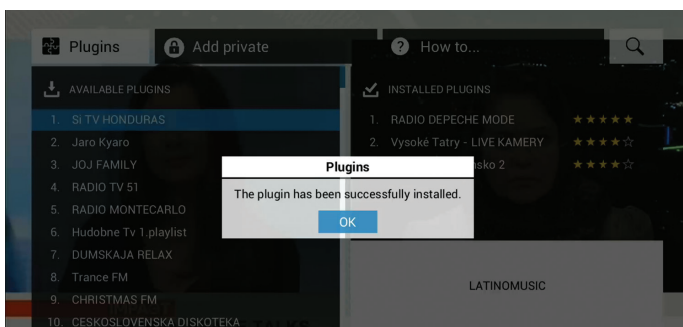 Plugins
Add private
? How to...
AVAILABLE PLUGINS
1. Si TV HONDURAS
2. Jaro Kyaro
3. JOJ FAMILY
4. RADIO TV 51
5. RADIO MONTECARLO
6. Hudobne Tv 1.playlist
7. DUMSKAJA RELAX
8. Trance FM
9. CHRISTMAS FM
10. CESKOSLOVENSKA DISKOTEKA
INSTALLED PLUGINS
1. RADIO DEPECHE MODE ★★★★★
2. Vysoké Tatry - LIVE KAMERY ★★★★☆
nsko 2 ★★★★☆
Plugins
The plugin has been successfully installed.
OK
LATINOMUSIC